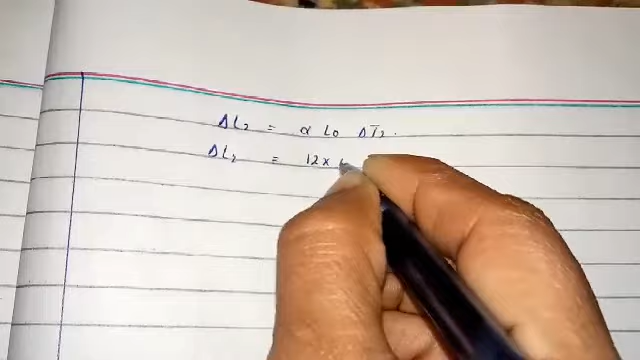 ΔL₂ = α L₀ ΔT₂.
ΔL₂ = 12×